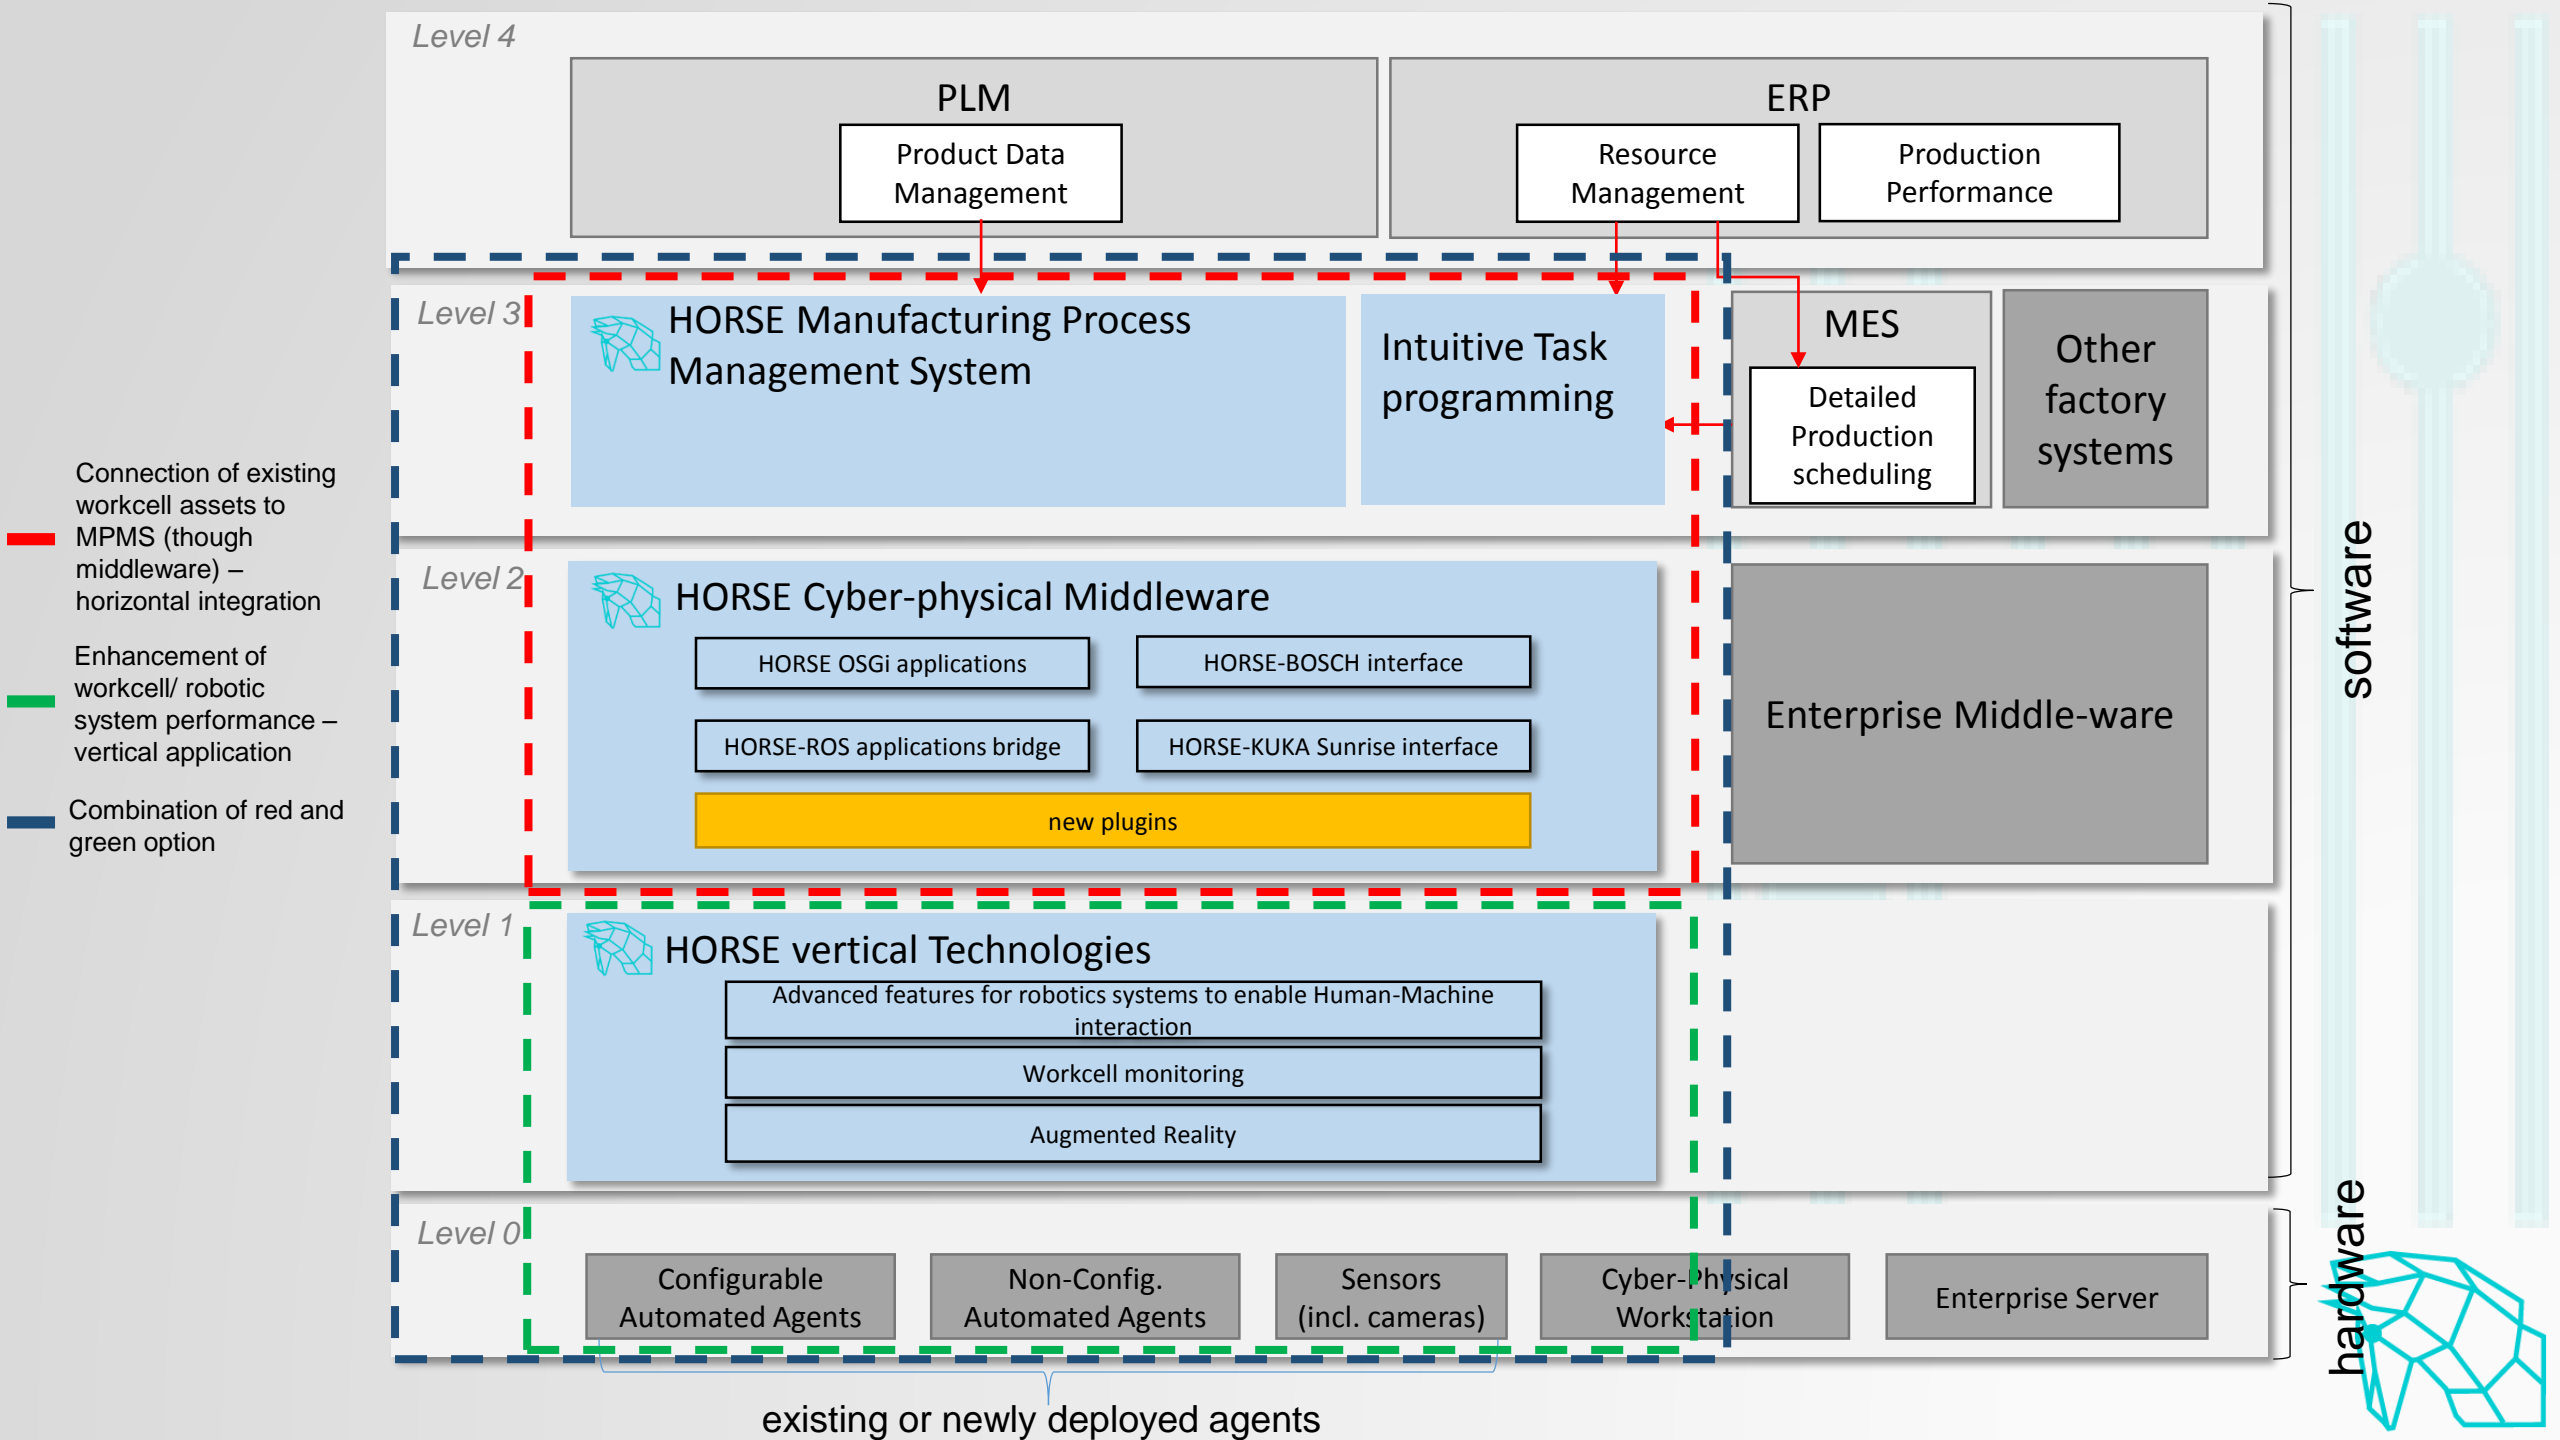 Level 4
PLM
Product Data
Management
ERP
Resource
Management
Production
Performance
Level 3
HORSE Manufacturing Process
Management System
Intuitive Task
programming
MES
Detailed
Production
scheduling
Other
factory
systems
Connection of existing
workcell assets to
MPMS (though
middleware) –
horizontal integration
Enhancement of
workcell/ robotic
system performance –
vertical application
Combination of red and
green option
Level 2
HORSE Cyber-physical Middleware
HORSE OSGi applications
HORSE-BOSCH interface
HORSE-ROS applications bridge
HORSE-KUKA Sunrise interface
new plugins
Enterprise Middle-ware
software
Level 1
HORSE vertical Technologies
Advanced features for robotics systems to enable Human-Machine
interaction
Workcell monitoring
Augmented Reality
Level 0
Configurable
Automated Agents
Non-Config.
Automated Agents
Sensors
(incl. cameras)
Cyber-Physical
Workstation
Enterprise Server
hardware
existing or newly deployed agents